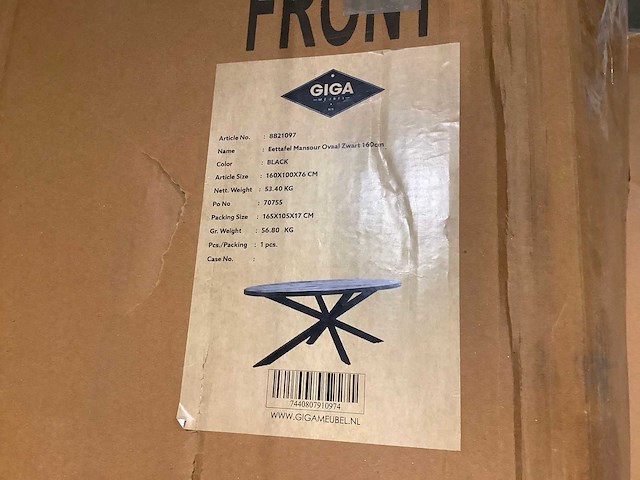 FRONT
GIGA
MEUBEL
Article No. : 8821097
Name : Eettafel Mansour Ovaal Zwart 160cm
Color : BLACK
Article Size : 160X100X76 CM
Nett. Weight : 53.40 KG
Po No : 70755
Packing Size : 165X105X17 CM
Gr. Weight : 56.80 KG
Pcs./Packing : 1 pcs.
Case No. :
7440807910974
WWW.GIGAMEUBEL.NL